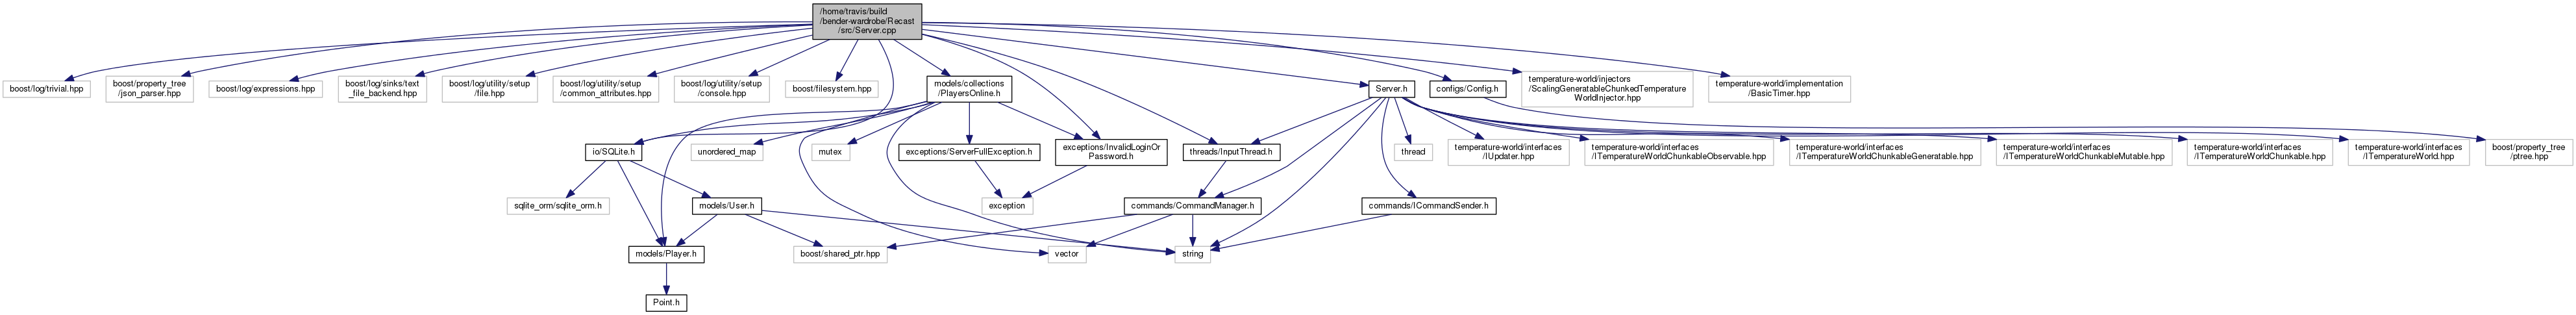 /home/travis/build
/bender-wardrobe/Recast
/src/Server.cpp
boost/log/trivial.hpp
boost/property_tree
/json_parser.hpp
boost/log/expressions.hpp
boost/log/sinks/text
_file_backend.hpp
boost/log/utility/setup
/file.hpp
boost/log/utility/setup
/common_attributes.hpp
boost/log/utility/setup
/console.hpp
boost/filesystem.hpp
models/collections
/PlayersOnline.h
Server.h
configs/Config.h
temperature-world/injectors
/ScalingGeneratableChunkedTemperature
WorldInjector.hpp
temperature-world/implementation
/BasicTimer.hpp
io/SQLite.h
unordered_map
mutex
exceptions/ServerFullException.h
exceptions/InvalidLoginOr
Password.h
threads/InputThread.h
thread
temperature-world/interfaces
/IUpdater.hpp
temperature-world/interfaces
/ITemperatureWorldChunkableObservable.hpp
temperature-world/interfaces
/ITemperatureWorldChunkableGeneratable.hpp
temperature-world/interfaces
/ITemperatureWorldChunkableMutable.hpp
temperature-world/interfaces
/ITemperatureWorldChunkable.hpp
temperature-world/interfaces
/ITemperatureWorld.hpp
boost/property_tree
/ptree.hpp
sqlite_orm/sqlite_orm.h
models/User.h
exception
commands/CommandManager.h
commands/ICommandSender.h
models/Player.h
boost/shared_ptr.hpp
vector
string
Point.h